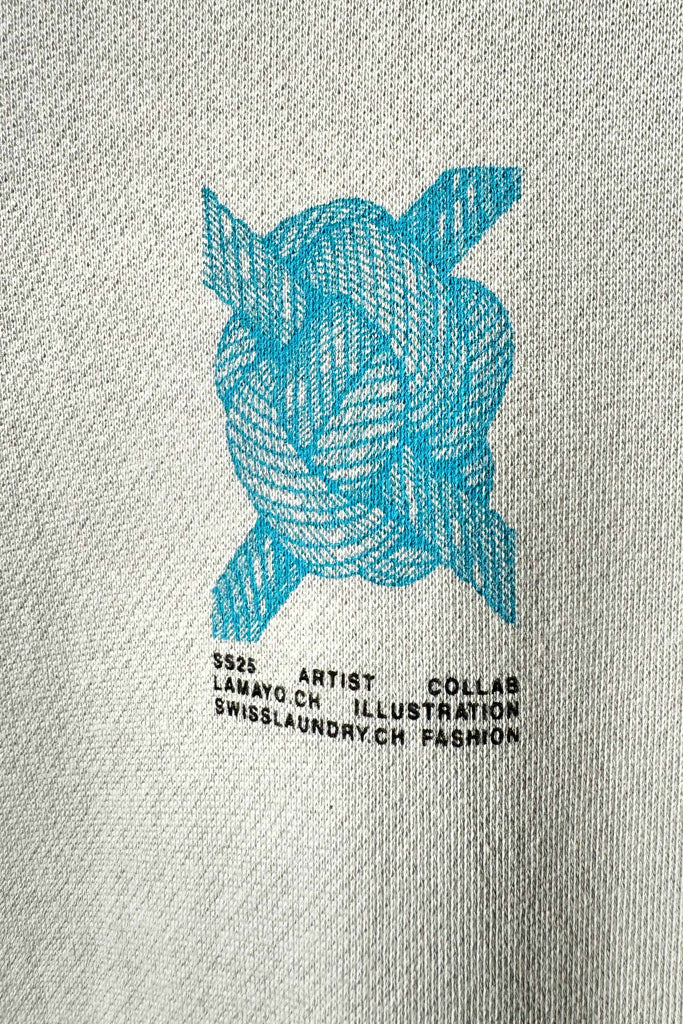 SS25 ARTIST COLLAB
LAMAYO.CH ILLUSTRATION
SWISSLAUNDRY.CH FASHION